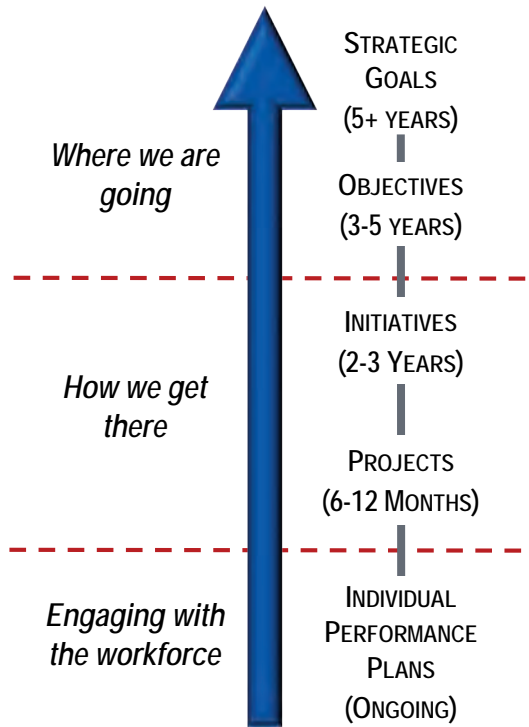 STRATEGIC
GOALS
(5+ YEARS)
Where we are
going
OBJECTIVES
(3-5 YEARS)
INITIATIVES
(2-3 YEARS)
How we get
there
PROJECTS
(6-12 MONTHS)
Engaging with
the workforce
INDIVIDUAL
PERFORMANCE
PLANS
(ONGOING)